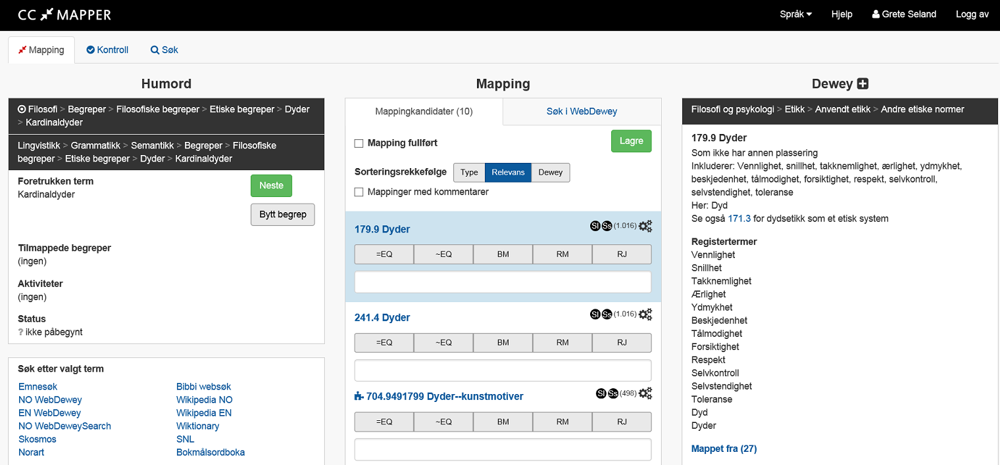 CC MAPPER
Språk Hjelp Grete Seland Logg av
Mapping Kontroll Søk
Humord
Filosofi > Begreper > Filosofiske begreper > Etiske begreper > Dyder
> Kardinaldyder
Lingvistikk > Grammatikk > Semantikk > Begreper > Filosofiske
begreper > Etiske begreper > Dyder > Kardinaldyder
Foretrukken term
Kardinaldyder
Neste
Bytt begrep
Tilmappede begreper
(ingen)
Aktiviteter
(ingen)
Status
? ikke påbegynt
Søk etter valgt term
Emnesøk Bibbi websøk
NO WebDewey Wikipedia NO
EN WebDewey Wikipedia EN
NO WebDeweySearch Wiktionary
Skosmos SNL
Norart Bokmålsordboka
Mapping
Mappingkandidater (10) Søk i WebDewey
Mapping fullført Lagre
Sorteringsrekkefølge Type Relevans Dewey
Mappinger med kommentarer
179.9 Dyder SI Ss (1.016)
=EQ ~EQ BM RM RJ
241.4 Dyder SI Ss (1.016)
=EQ ~EQ BM RM RJ
704.9491799 Dyder--kunstmotiver SI Ss (498)
=EQ ~EQ BM RM RJ
Dewey
Filosofi og psykologi > Etikk > Anvendt etikk > Andre etiske normer
179.9 Dyder
Som ikke har annen plassering
Inkluderer: Vennlighet, snillhet, takknemlighet, ærlighet, ydmykhet,
beskjedenhet, tålmodighet, forsiktighet, respekt, selvkontroll,
selvstendighet, toleranse
Her: Dyd
Se også 171.3 for dydsetikk som et etisk system
Registertermer
Vennlighet
Snillhet
Takknemlighet
Ærlighet
Ydmykhet
Beskjedenhet
Tålmodighet
Forsiktighet
Respekt
Selvkontroll
Selvstendighet
Toleranse
Dyd
Dyder
Mappet fra (27)